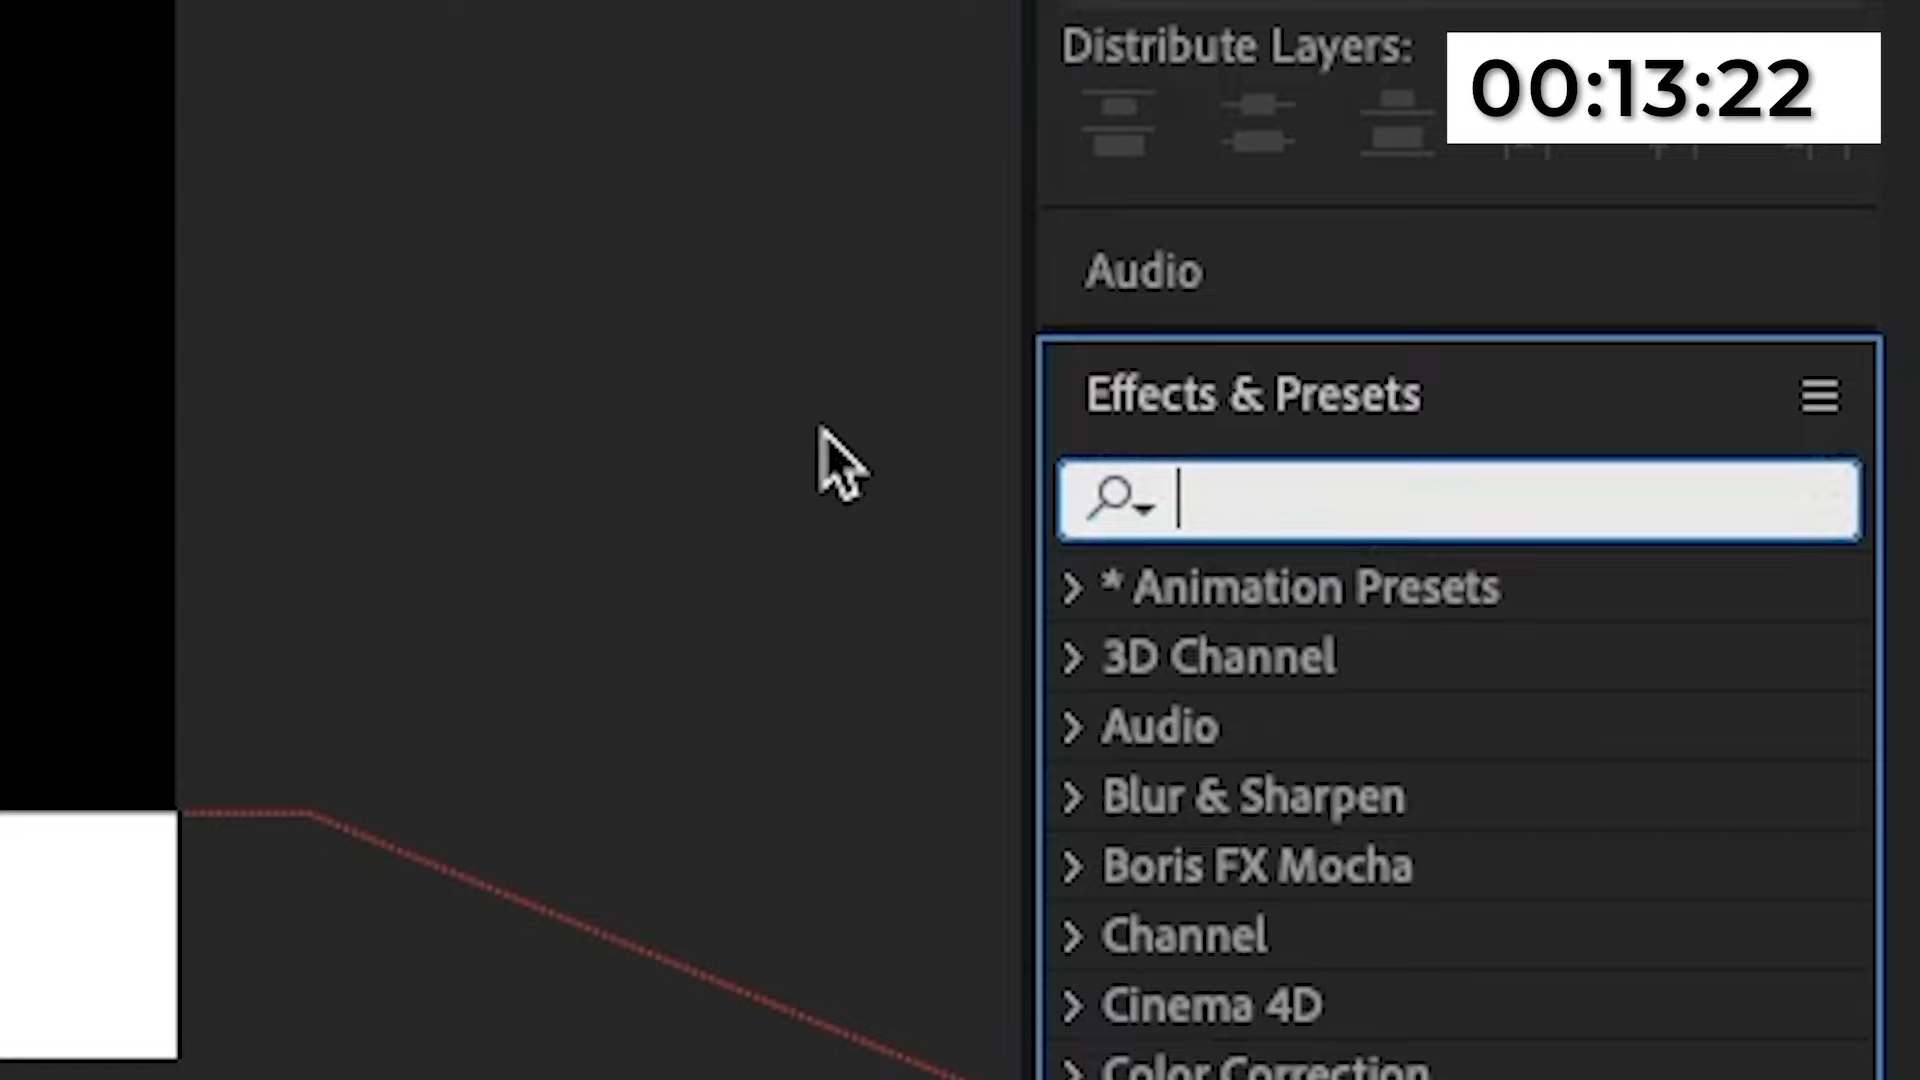 Distribute Layers:
00:13:22
Audio
Effects & Presets
* Animation Presets
3D Channel
Audio
Blur & Sharpen
Boris FX Mocha
Channel
Cinema 4D
Color Correction